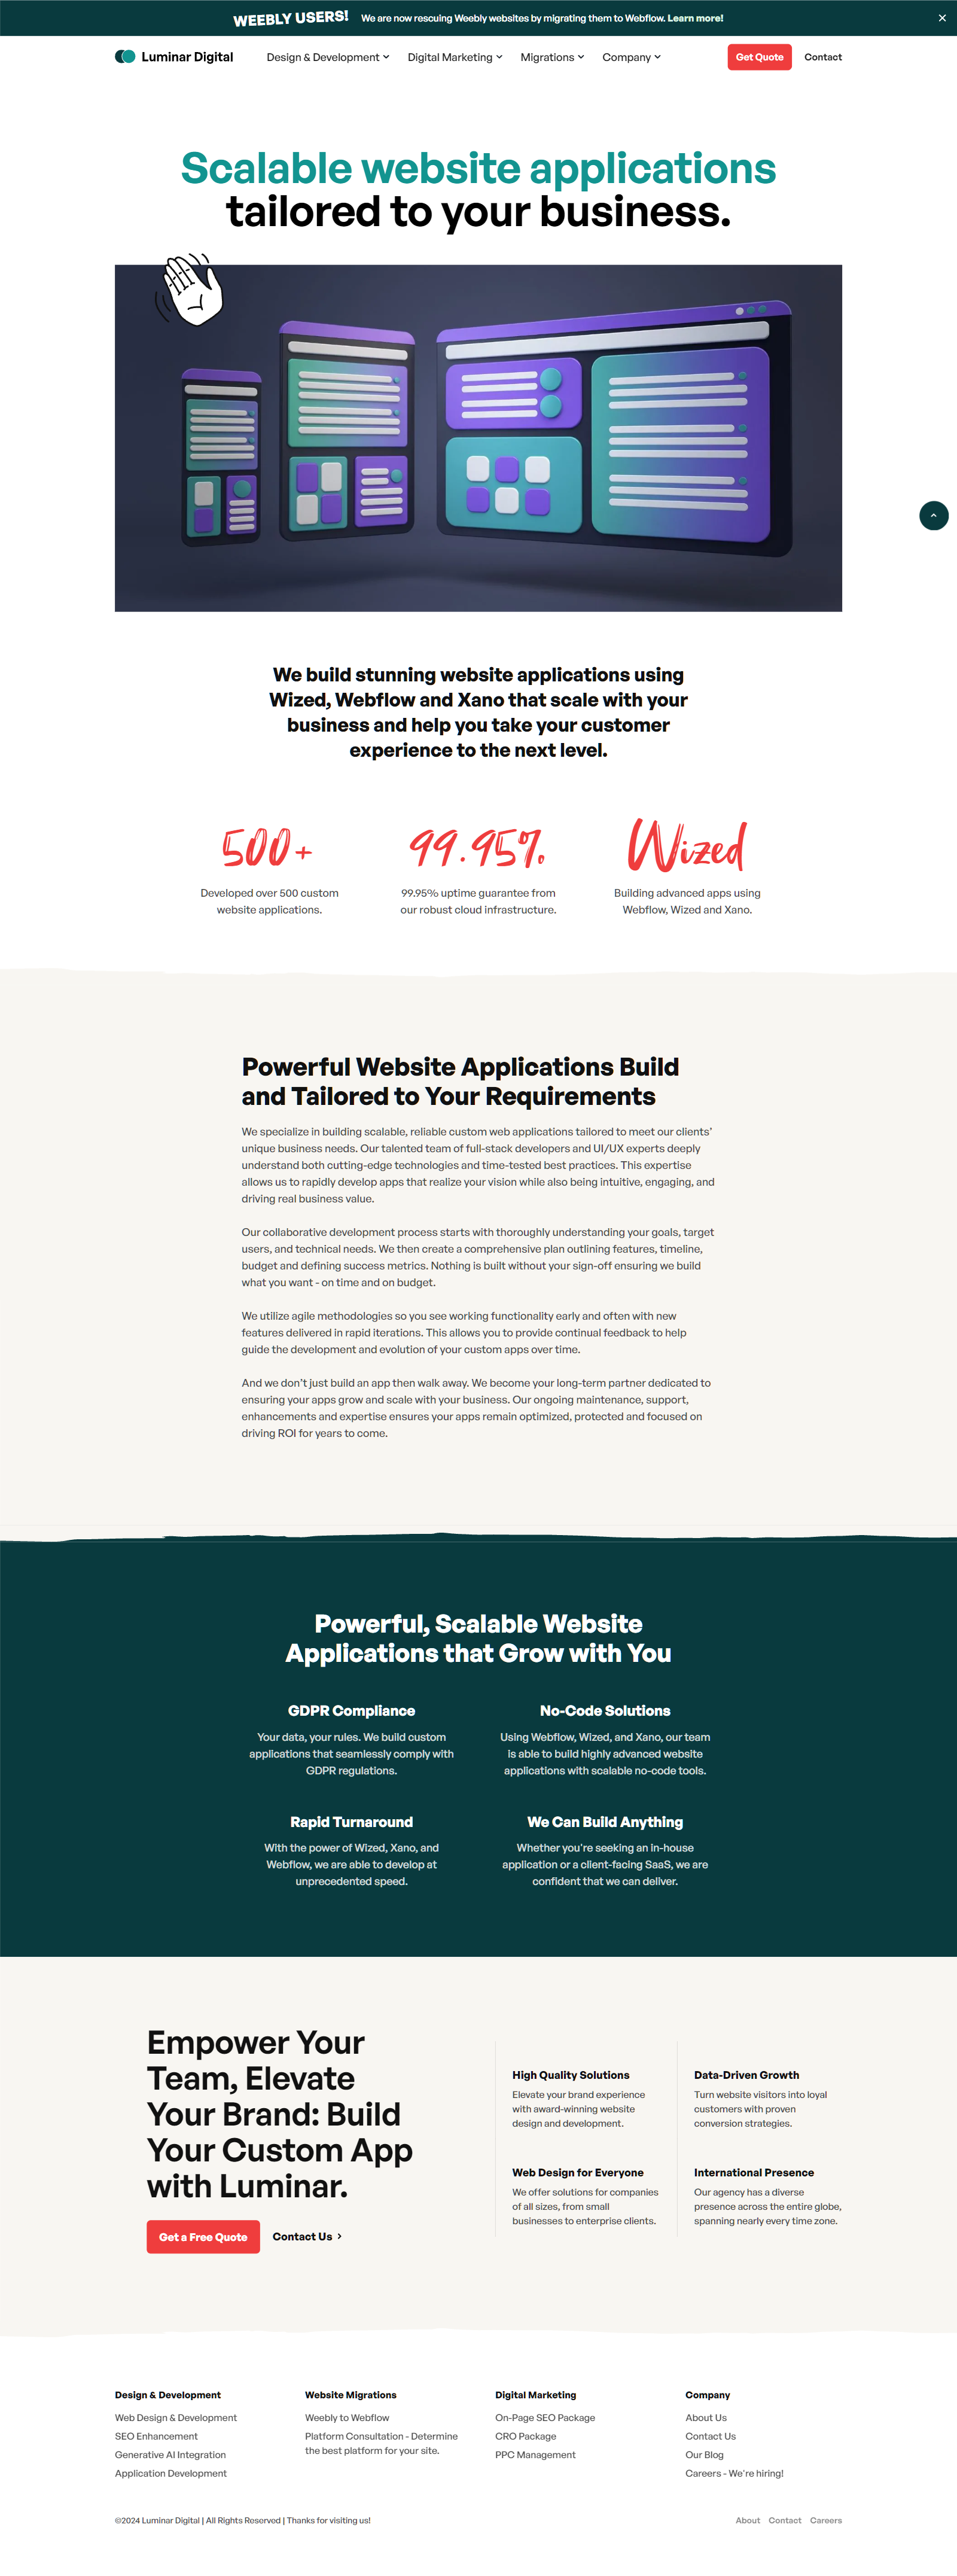 WEEBLY USERS!
We are now rescuing Weebly websites by migrating them to Webflow. Learn more!
Luminar Digital
Design & Development
Digital Marketing
Migrations
Company
Get Quote
Contact
Scalable website applications
tailored to your business.
We build stunning website applications using
Wized, Webflow and Xano that scale with your
business and help you take your customer
experience to the next level.
500+
Developed over 500 custom
website applications.
99.95%
99.95% uptime guarantee from
our robust cloud infrastructure.
Wized
Building advanced apps using
Webflow, Wized and Xano.
Powerful Website Applications Build
and Tailored to Your Requirements
We specialize in building scalable, reliable custom web applications tailored to meet our clients’
unique business needs. Our talented team of full-stack developers and UI/UX experts deeply
understand both cutting-edge technologies and time-tested best practices. This expertise
allows us to rapidly develop apps that realize your vision while also being intuitive, engaging, and
driving real business value.
Our collaborative development process starts with thoroughly understanding your goals, target
users, and technical needs. We then create a comprehensive plan outlining features, timeline,
budget and defining success metrics. Nothing is built without your sign-off ensuring we build
what you want - on time and on budget.
We utilize agile methodologies so you see working functionality early and often with new
features delivered in rapid iterations. This allows you to provide continual feedback to help
guide the development and evolution of your custom apps over time.
And we don’t just build an app then walk away. We become your long-term partner dedicated to
ensuring your apps grow and scale with your business. Our ongoing maintenance, support,
enhancements and expertise ensures your apps remain optimized, protected and focused on
driving ROI for years to come.
Powerful, Scalable Website
Applications that Grow with You
GDPR Compliance
Your data, your rules. We build custom
applications that seamlessly comply with
GDPR regulations.
No-Code Solutions
Using Webflow, Wized, and Xano, our team
is able to build highly advanced website
applications with scalable no-code tools.
Rapid Turnaround
With the power of Wized, Xano, and
Webflow, we are able to develop at
unprecedented speed.
We Can Build Anything
Whether you're seeking an in-house
application or a client-facing SaaS, we are
confident that we can deliver.
Empower Your
Team, Elevate
Your Brand: Build
Your Custom App
with Luminar.
Get a Free Quote
Contact Us
High Quality Solutions
Elevate your brand experience
with award-winning website
design and development.
Data-Driven Growth
Turn website visitors into loyal
customers with proven
conversion strategies.
Web Design for Everyone
We offer solutions for companies
of all sizes, from small
businesses to enterprise clients.
International Presence
Our agency has a diverse
presence across the entire globe,
spanning nearly every time zone.
Design & Development
Web Design & Development
SEO Enhancement
Generative AI Integration
Application Development
Website Migrations
Weebly to Webflow
Platform Consultation - Determine
the best platform for your site.
Digital Marketing
On-Page SEO Package
CRO Package
PPC Management
Company
About Us
Contact Us
Our Blog
Careers - We're hiring!
©2024 Luminar Digital | All Rights Reserved | Thanks for visiting us!
About
Contact
Careers